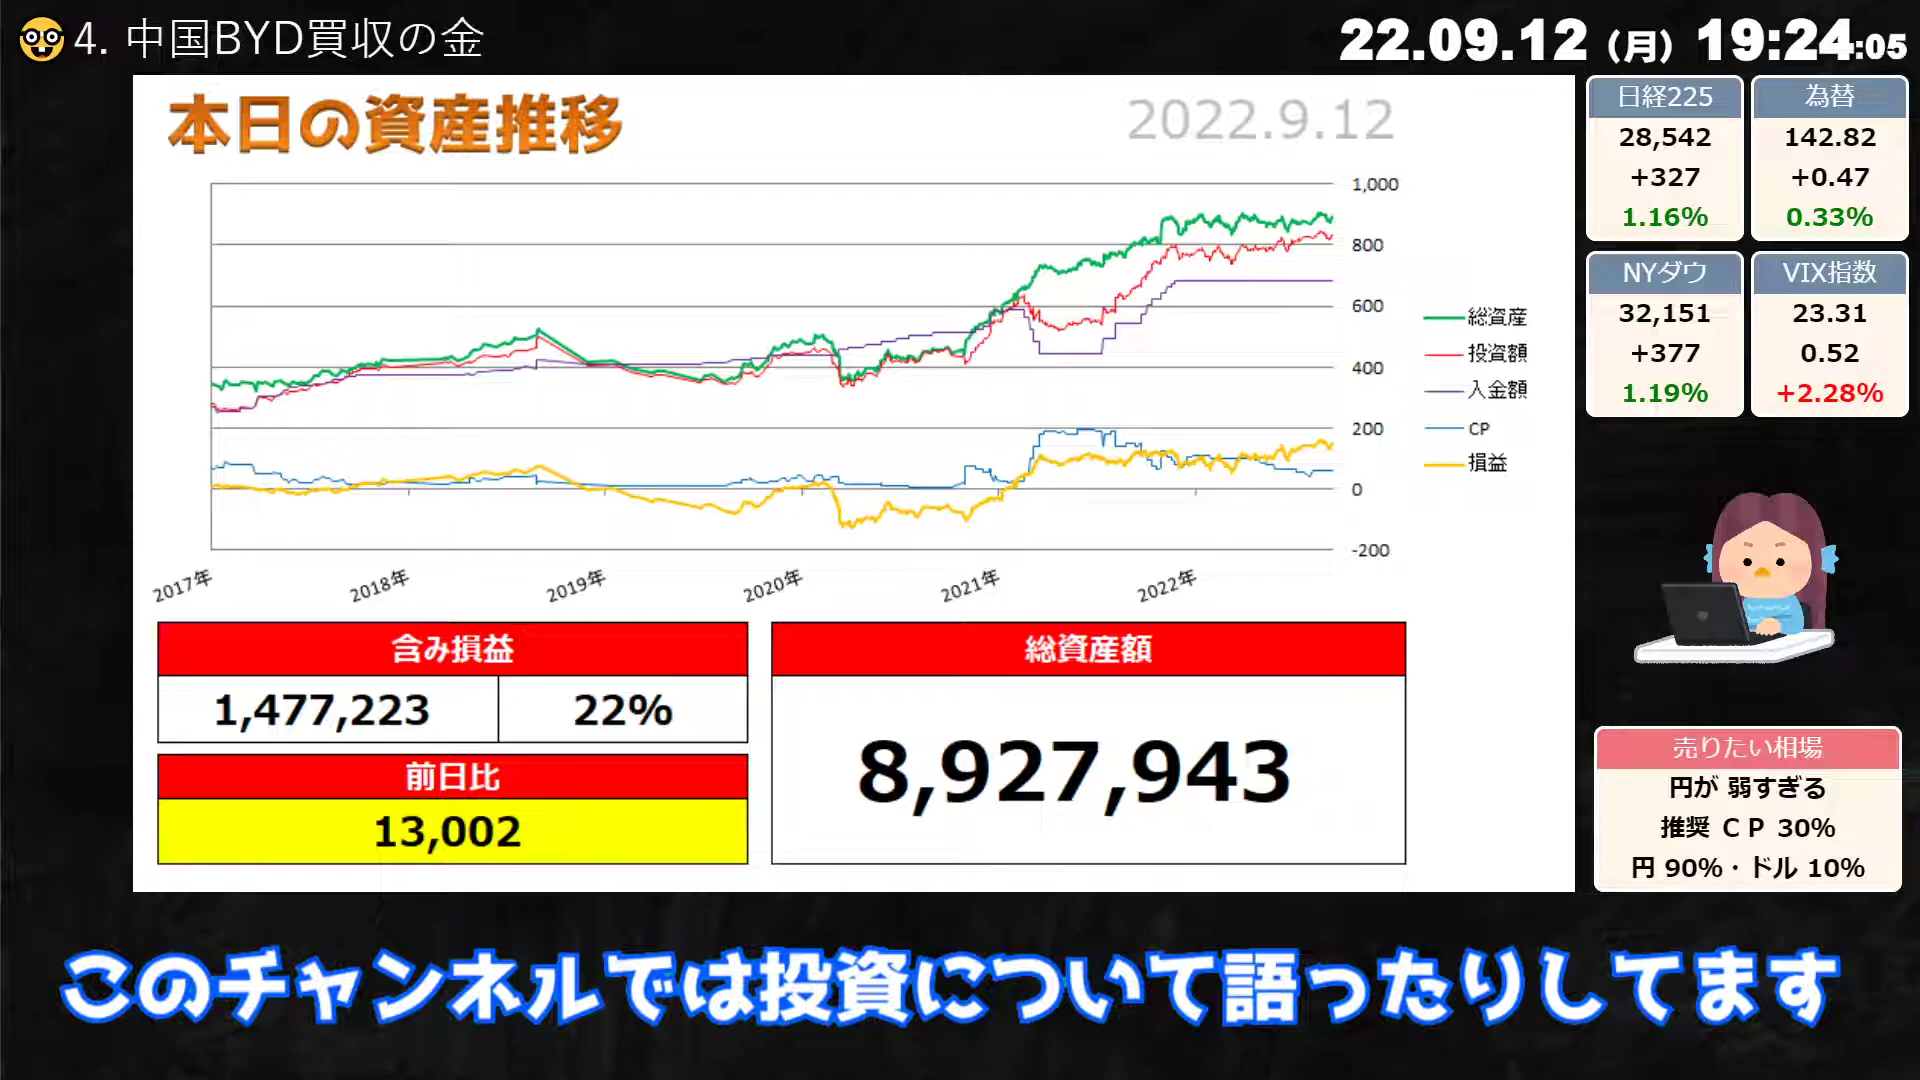 4. 中国BYD買収の金
22.09.12 (月) 19:24:05
本日の資産推移
2022.9.12
1,000
800
600
400
200
0
-200
2017年
2018年
2019年
2020年
2021年
2022年
総資産
投資額
入金額
CP
損益
含み損益
1,477,223
22%
前日比
13,002
総資産額
8,927,943
日経225
28,542
+327
1.16%
為替
142.82
+0.47
0.33%
NYダウ
32,151
+377
1.19%
VIX指数
23.31
0.52
+2.28%
売りたい相場
円が 弱すぎる
推奨 CP 30%
円 90%・ドル 10%
このチャンネルでは投資について語ったりしてます